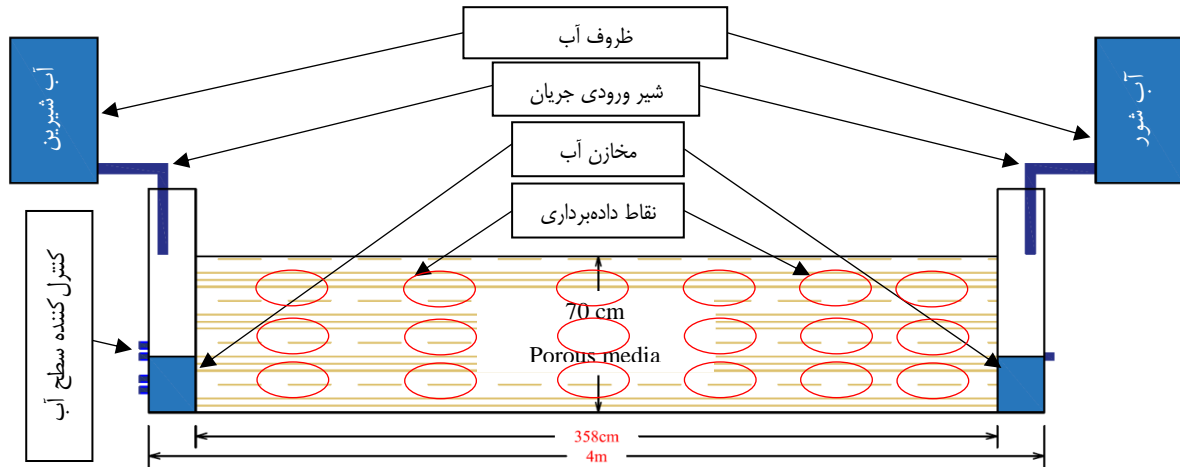 ظروف آب
آب شیرین
آب شور
شیر ورودی جریان
مخازن آب
نقاط داده‌برداری
کنترل کننده سطح آب
70 cm
Porous media
358cm
4m